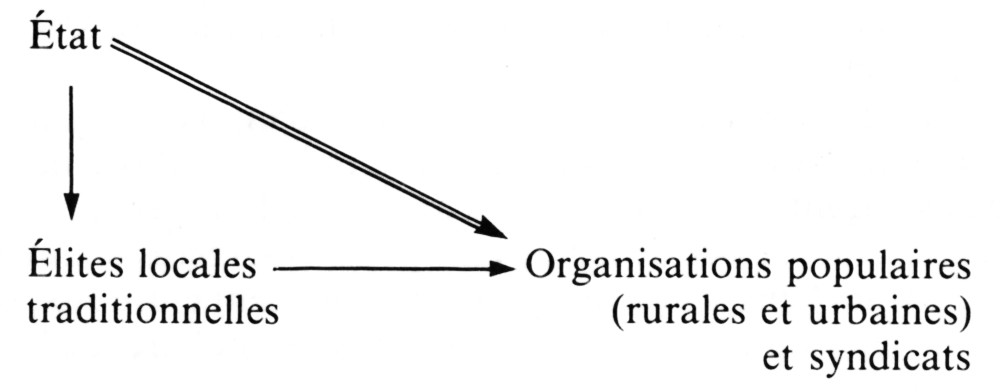 État
Élites locales
traditionnelles
Organisations populaires
(rurales et urbaines)
et syndicats